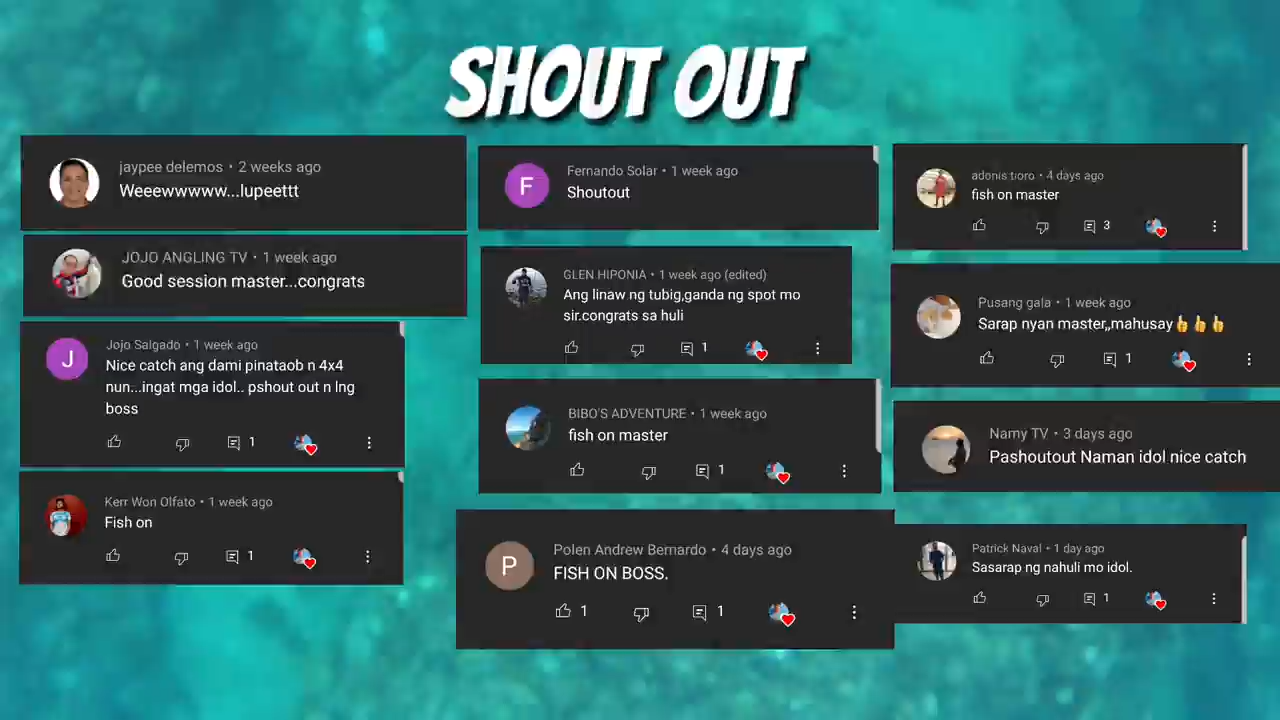 SHOUT OUT
jaypee delemos • 2 weeks ago
Weeewwwww...lupeettt
JOJO ANGLING TV • 1 week ago
Good session master...congrats
Jojo Salgado • 1 week ago
Nice catch ang dami pinataob n 4x4
nun...ingat mga idol.. pshout out n lng
boss
1
Kerr Won Olfato • 1 week ago
Fish on
1
F
Fernando Solar • 1 week ago
Shoutout
GLEN HIPONIA • 1 week ago (edited)
Ang linaw ng tubig,ganda ng spot mo
sir.congrats sa huli
1
BIBO'S ADVENTURE • 1 week ago
fish on master
1
P
Polen Andrew Bernardo • 4 days ago
FISH ON BOSS.
1 1
adonis tioro • 4 days ago
fish on master
3
Pusang gala • 1 week ago
Sarap nyan master,,mahusay👍👍👍
1
Namy TV • 3 days ago
Pashoutout Naman idol nice catch
Patrick Naval • 1 day ago
Sasarap ng nahuli mo idol.
1
J